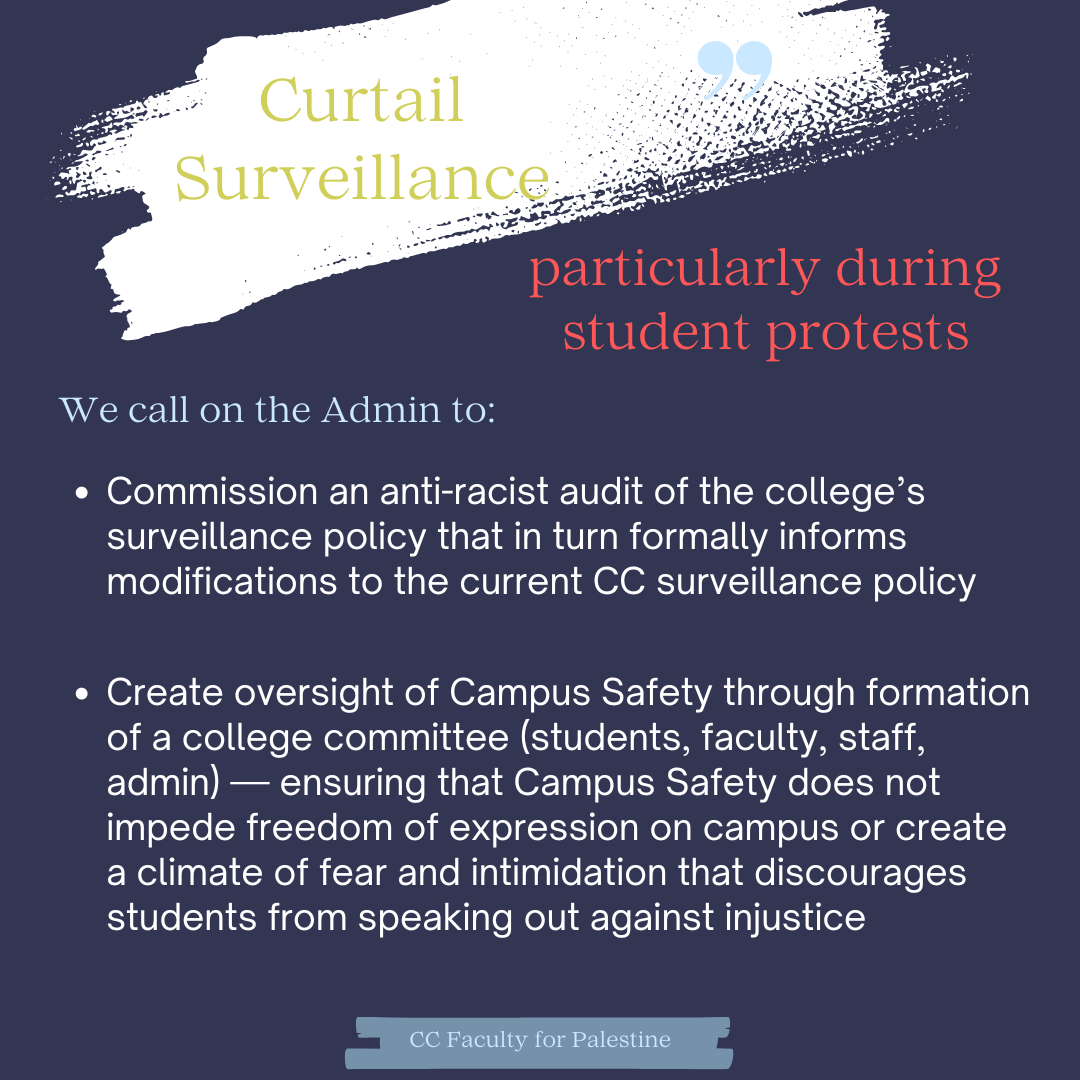 Curtail
Surveillance
”
particularly during
student protests
We call on the Admin to:
• Commission an anti-racist audit of the college’s
surveillance policy that in turn formally informs
modifications to the current CC surveillance policy
• Create oversight of Campus Safety through formation
of a college committee (students, faculty, staff,
admin) — ensuring that Campus Safety does not
impede freedom of expression on campus or create
a climate of fear and intimidation that discourages
students from speaking out against injustice
CC Faculty for Palestine